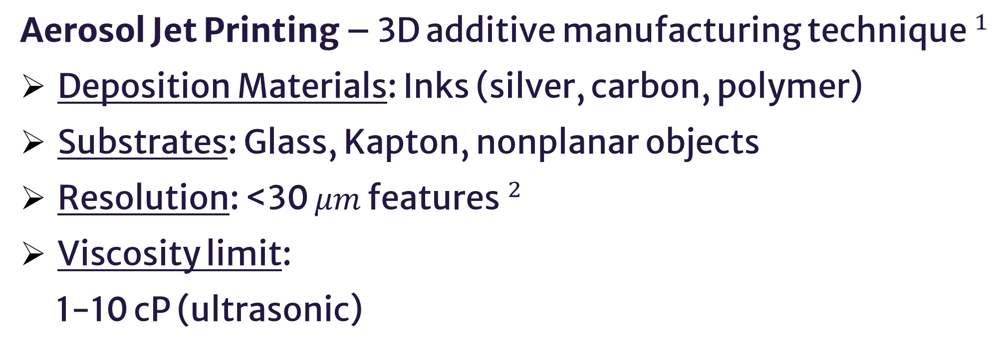 Aerosol Jet Printing – 3D additive manufacturing technique ¹
➢ Deposition Materials: Inks (silver, carbon, polymer)
➢ Substrates: Glass, Kapton, nonplanar objects
➢ Resolution: <30 μm features ²
➢ Viscosity limit:
1-10 cP (ultrasonic)